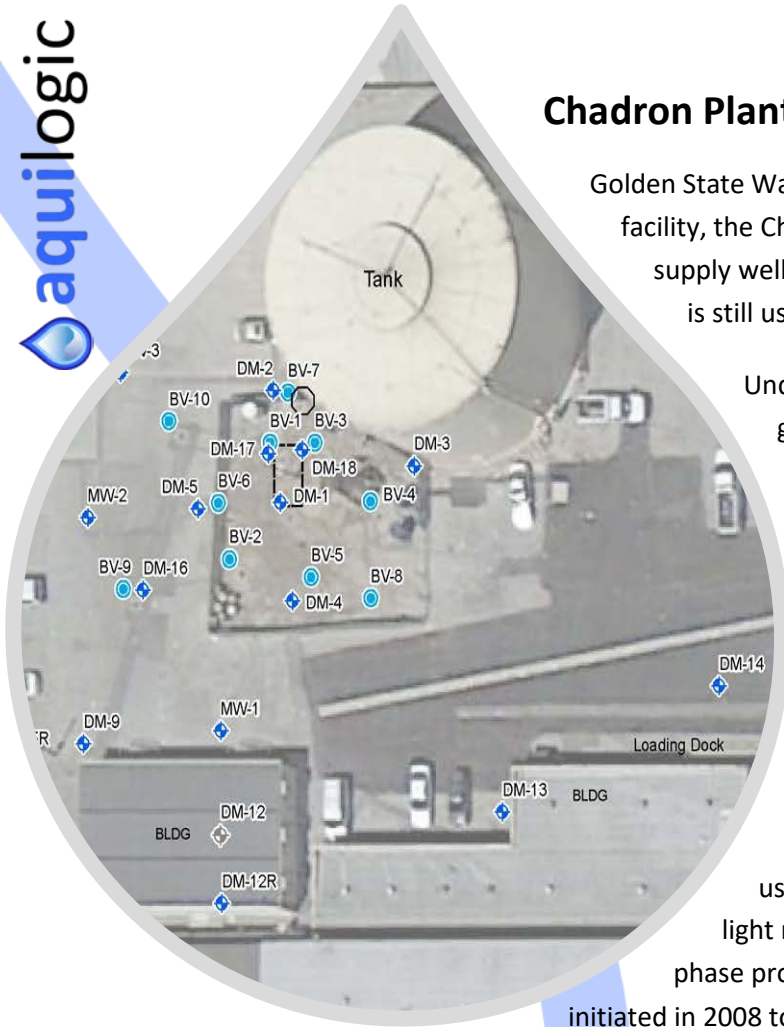 aquilogic
Chadron Plant
Golden State Wa
facility, the Ch
supply well
is still us
Und
g
Tank
-3
DM-2 BV-7
BV-10
BV-1 BV-3
DM-17
DM-18
DM-3
MW-2
DM-5
BV-6
DM-1
BV-4
BV-2
BV-9
DM-16
BV-5
DM-4
BV-8
DM-14
R
DM-9
MW-1
Loading Dock
DM-12
BLDG
DM-13
BLDG
DM-12R
us
light
phase pro
initiated in 2008 to